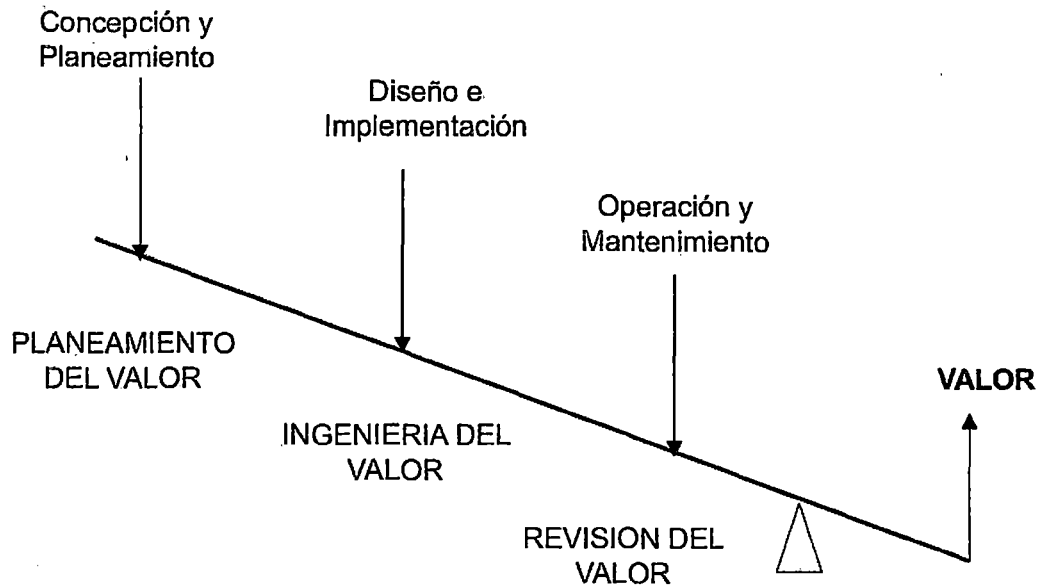 Concepción y
Planeamiento
Diseño e
Implementación
Operación y
Mantenimiento
PLANEAMIENTO
DEL VALOR
VALOR
INGENIERIA DEL
VALOR
REVISION DEL
VALOR